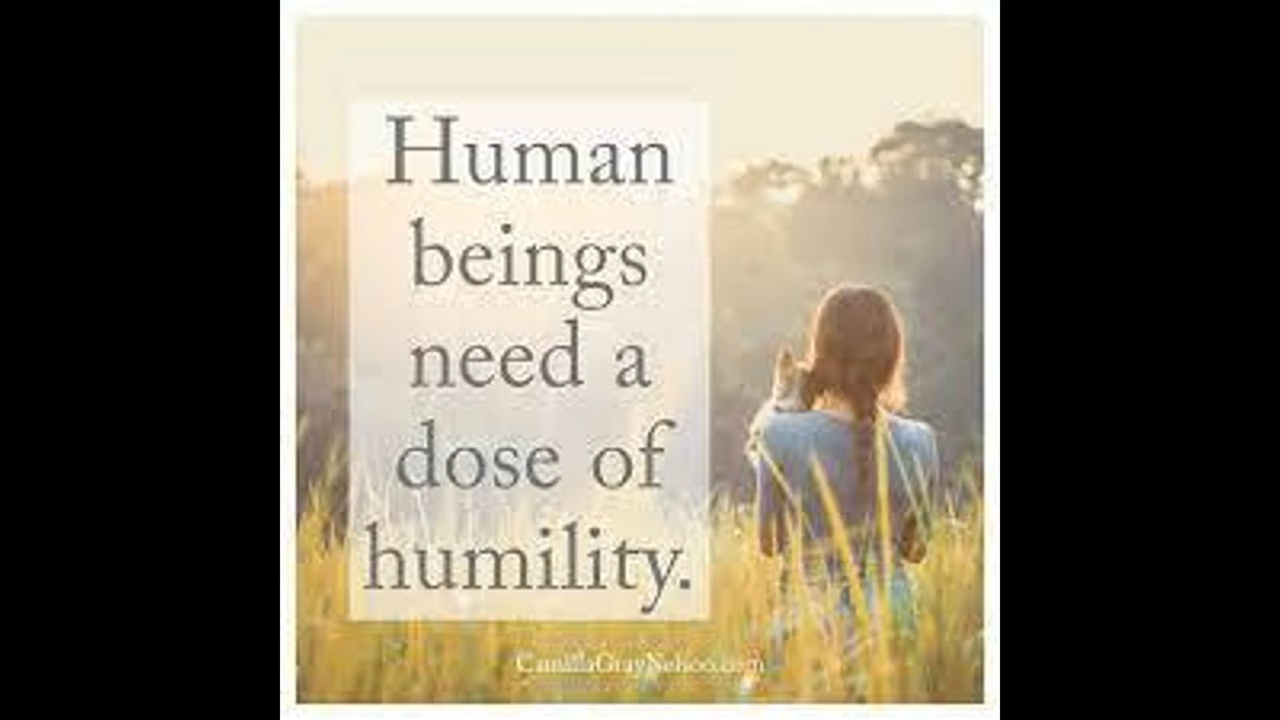 Human
beings
need a
dose of
humility.